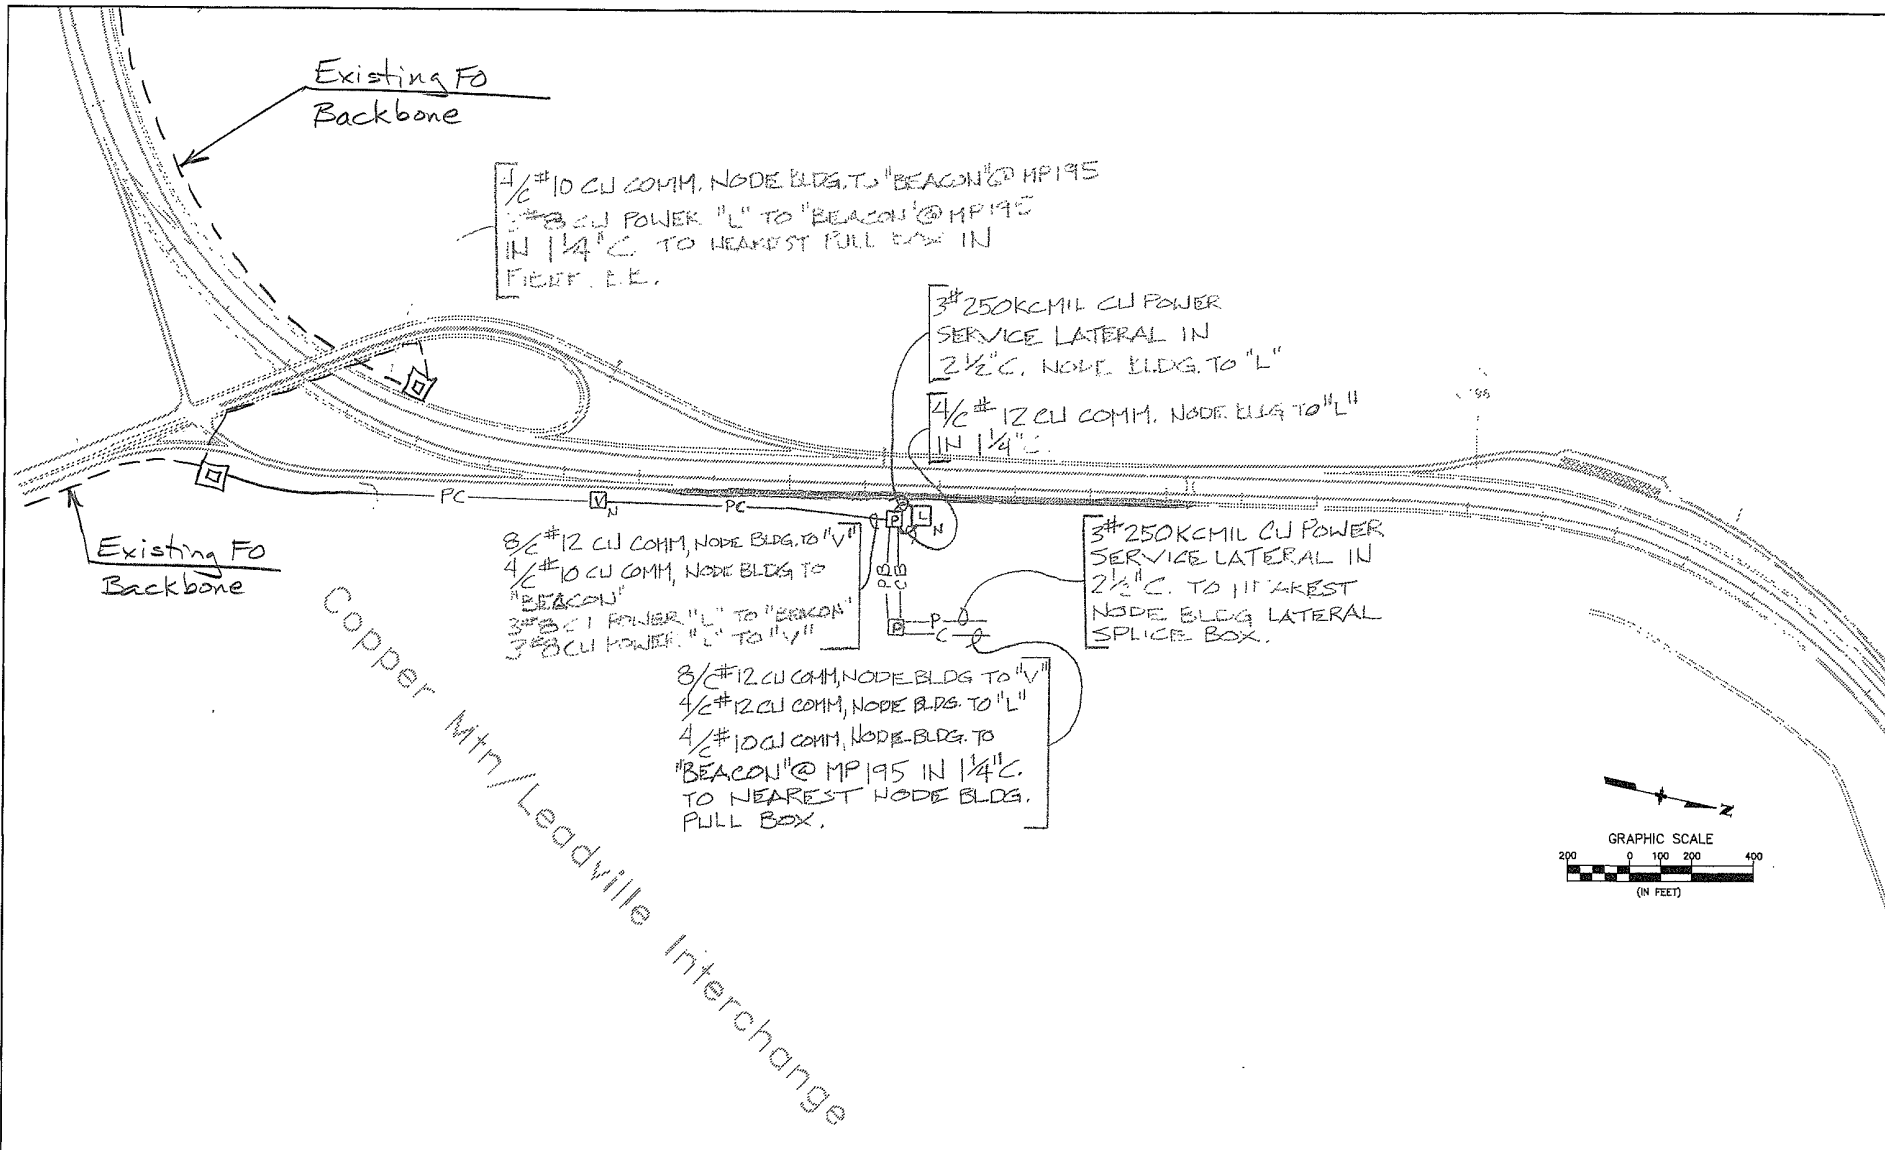 Existing FO
Backbone
4/C #10 CU COMM. NODE BLDG. TO "BEACON" @ MP195
#8 CU POWER "L" TO "BEACON" @ MP195
IN 1¼" C. TO NEAREST PULL BOX IN
3#250KCMIL CU POWER
SERVICE LATERAL IN
2½"C. NODE BLDG. TO "L"
4/C #12 CU COMM. NODE BLDG TO "L"
IN 1¼"C.
PC
V
N
PC
P
L
N
Existing FO
Backbone
8/C #12 CU COMM, NODE BLDG. TO "V"
4/C #10 CU COMM, NODE BLDG TO
"BEACON"
3#8 CU POWER "L" TO "BEACON"
3#8 CU POWER "L" TO "V"
PB
CB
P
P
C
3#250KCMIL CU POWER
SERVICE LATERAL IN
2½"C. TO NEAREST
NODE BLDG LATERAL
SPLICE BOX.
8/C #12 CU COMM, NODE BLDG TO "V"
4/C #12 CU COMM, NODE BLDG. TO "L"
4/C #10 CU COMM, NODE BLDG. TO
"BEACON" @ MP195 IN 1¼"C.
TO NEAREST NODE BLDG.
PULL BOX.
Copper Mtn/Leadville Interchange
N
GRAPHIC SCALE
200 0 100 200 400
(IN FEET)